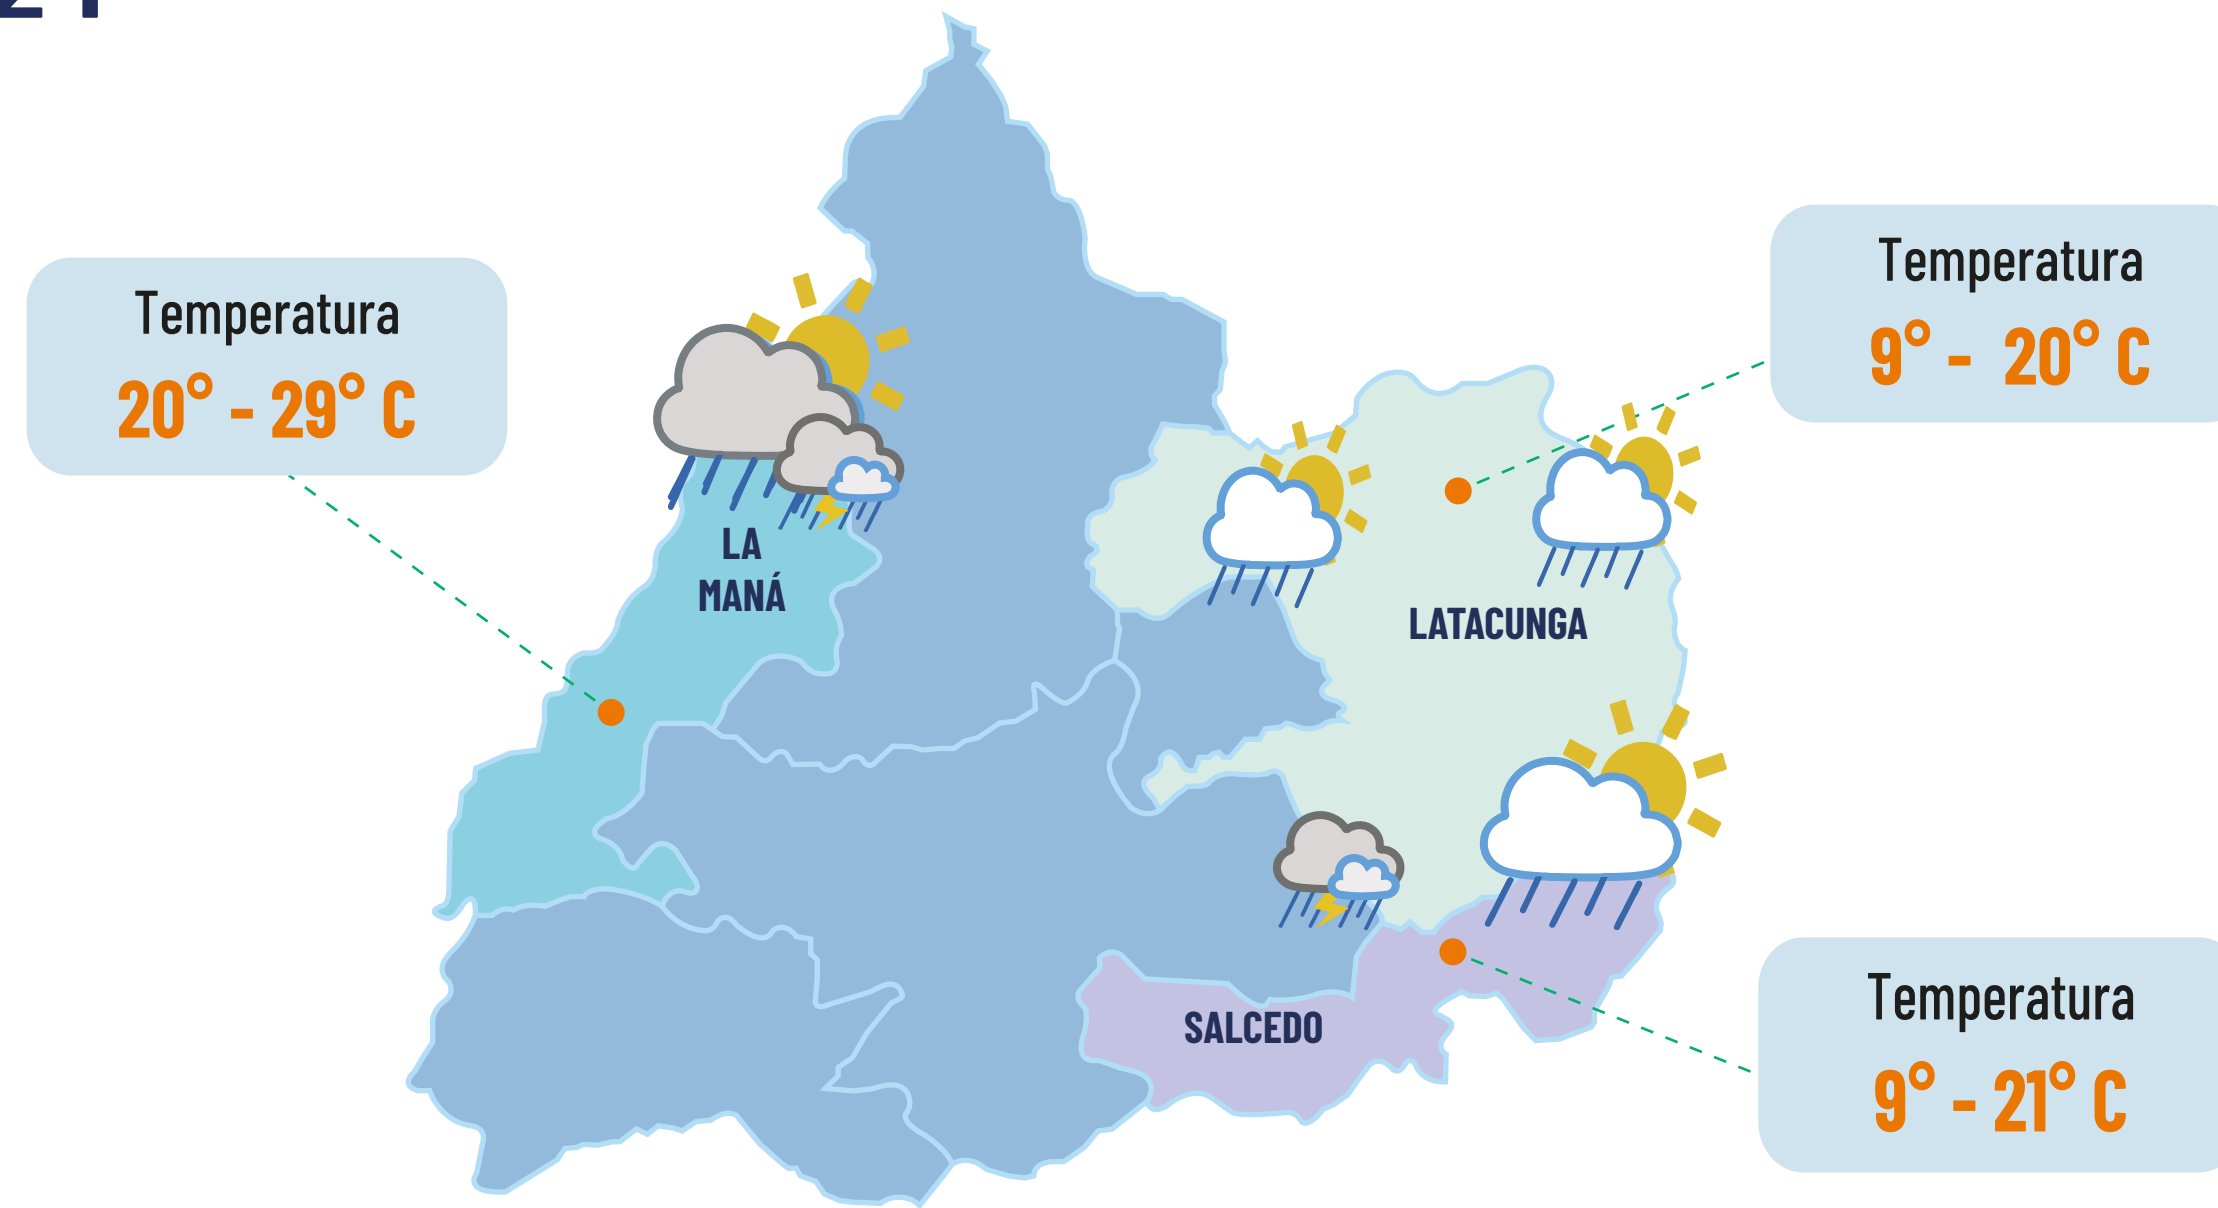 Temperatura
20° - 29° C
Temperatura
9° - 20° C
LA
MANÁ
LATACUNGA
SALCEDO
Temperatura
9° - 21° C